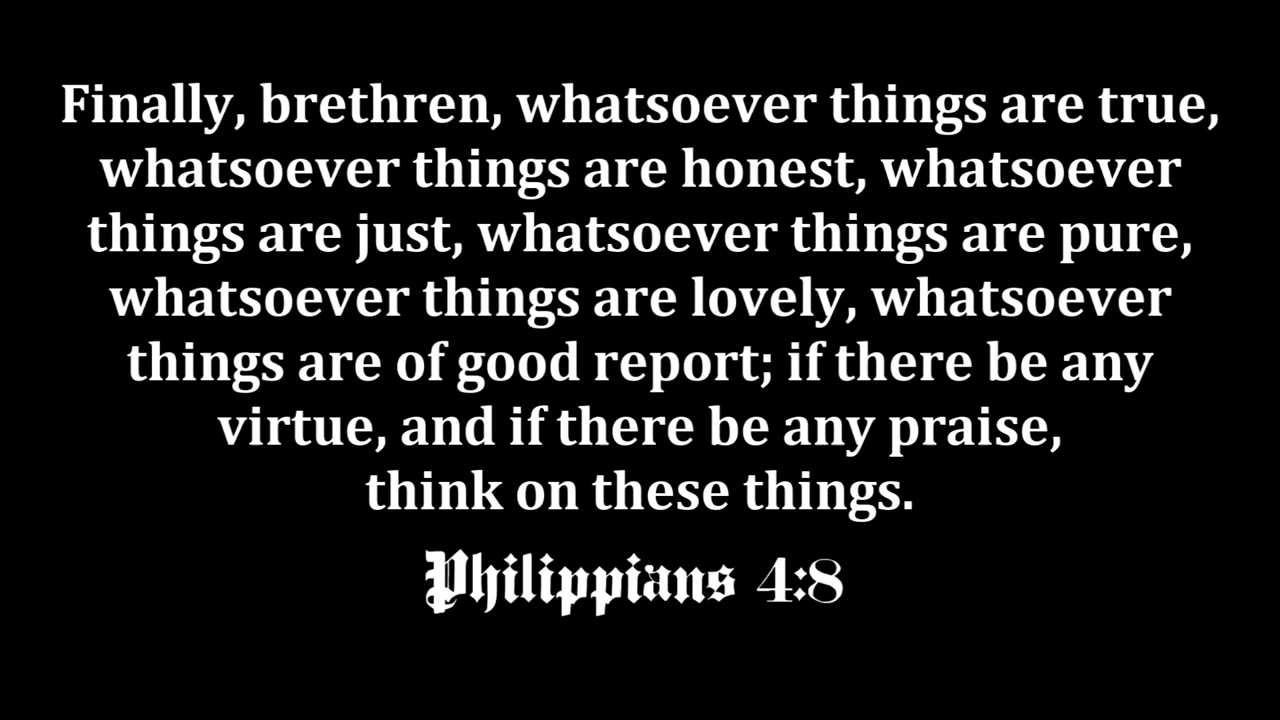 Finally, brethren, whatsoever things are true,
whatsoever things are honest, whatsoever
things are just, whatsoever things are pure,
whatsoever things are lovely, whatsoever
things are of good report; if there be any
virtue, and if there be any praise,
think on these things.
Philippians 4:8